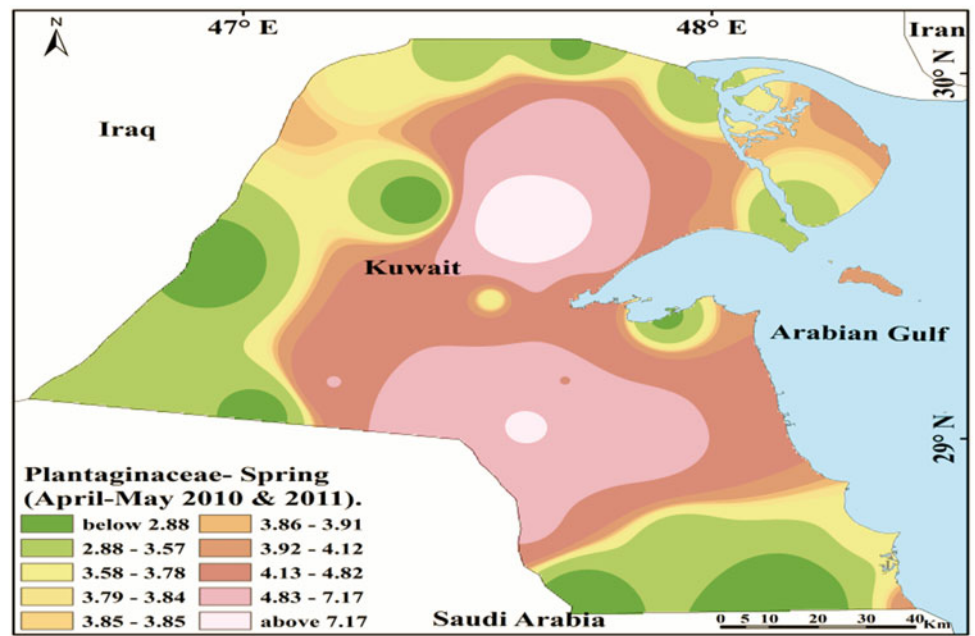 47° E 48° E
N
Iran
30° N
Iraq
Kuwait
Arabian Gulf
29° N
Plantaginaceae- Spring
(April-May 2010 & 2011).
below 2.88 3.86 - 3.91
2.88 - 3.57 3.92 - 4.12
3.58 - 3.78 4.13 - 4.82
3.79 - 3.84 4.83 - 7.17
3.85 - 3.85 above 7.17
Saudi Arabia
0 5 10 20 30 40
Km